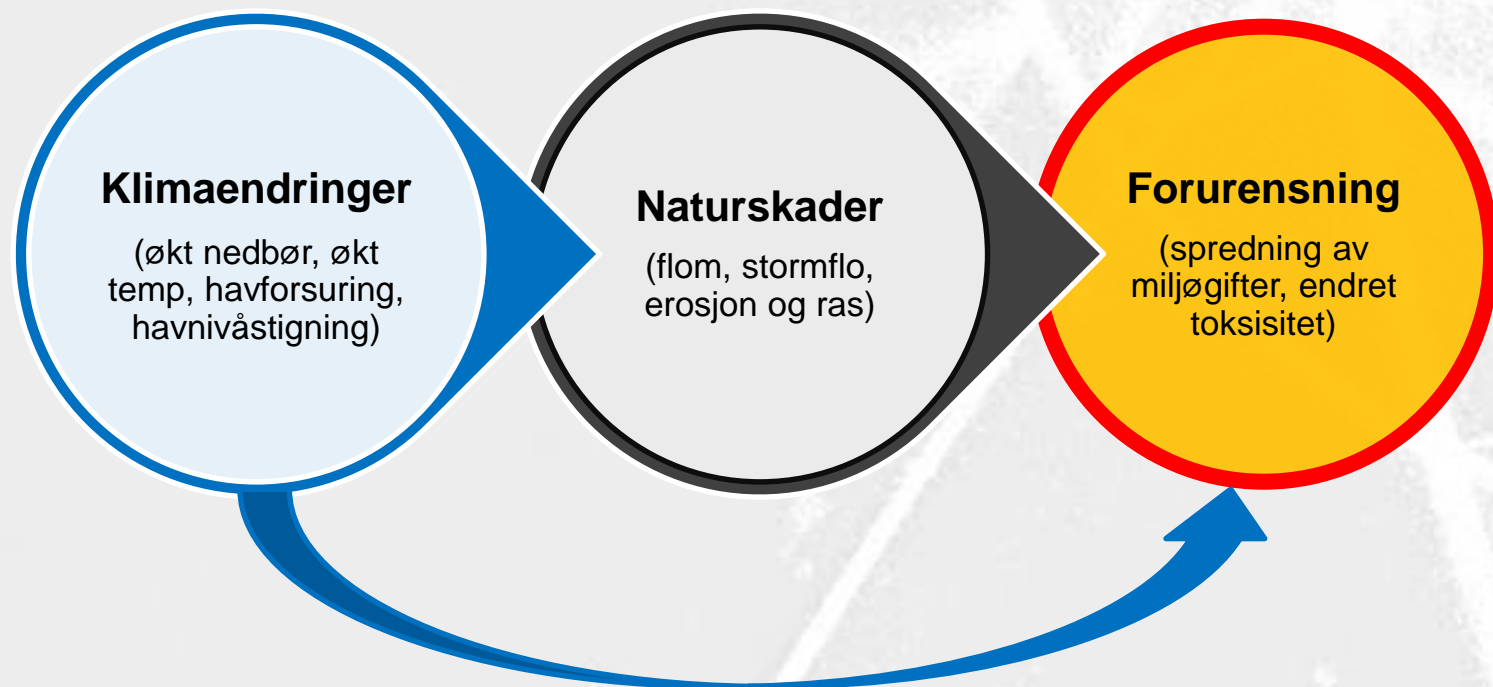 Klimaendringer
(økt nedbør, økt
temp, havforsuring,
havnivåstigning)
Naturskader
(flom, stormflo,
erosjon og ras)
Forurensning
(spredning av
miljøgifter, endret
toksisitet)